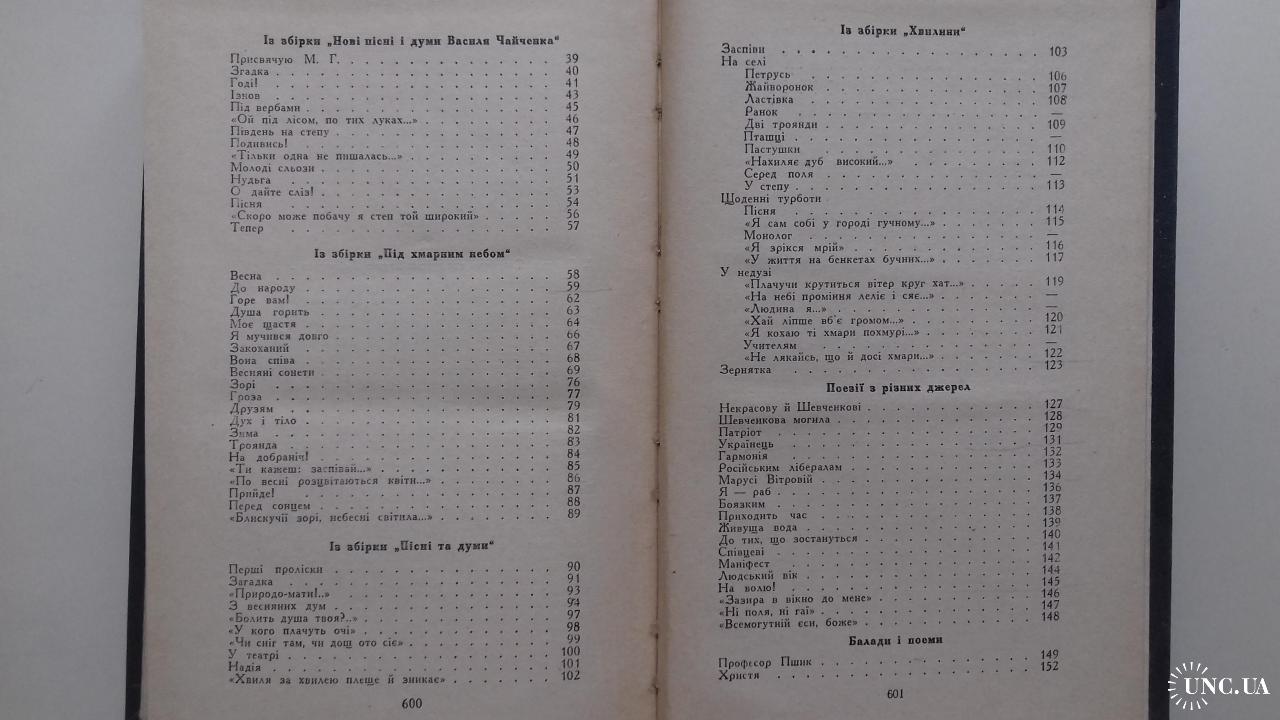 Із збірки „Нові пісні і думи Василя Чайченка“
Присвячую М. Г. 39
Згадка 40
Годі! 41
Ізнов 43
Під вербами 45
«Ой під лісом, по тих луках...» 46
Південь на степу 47
Подивись! 48
«Тільки одна не пишалась...» 49
Молоді сльози 50
Нудьга 51
О дайте сліз! 53
Пісня 54
«Скоро може побачу я степ той широкий» 56
Тепер 57
Із збірки „Під хмарним небом“
Весна 58
До народу 59
Горе вам! 62
Душа горить 63
Моє щастя 64
Я мучився довго 66
Закоханий 67
Вона співа 68
Весняні сонети 69
Зорі 76
Гроза 77
Друзям 79
Дух і тіло 81
Зима 82
Троянда 83
На добраніч! 84
«Ти кажеш: заспівай...» 85
«По весні розцвітаються квіти...» 86
Прийде! 87
Перед сонцем 88
«Блискучії зорі, небесні світила...» 89
Із збірки „Пісні та думи“
Перші проліски 90
Загадка 91
«Природо-мати!..» 93
З весняних дум 94
«Болить душа твоя?..» 97
«У кого плачуть очі» 98
«Чи сніг там, чи дощ ото сіє» 99
У театрі 100
Надія 101
«Хвиля за хвилею плеще й зникає» 102
600
Із збірки „Хвилини“
Заспіви 103
На селі
Петрусь 106
Жайворонок 107
Ластівка 108
Ранок —
Дві троянди 109
Пташці —
Пастушки 110
«Нахиляє дуб високий...» 112
Серед поля —
У степу 113
Щоденні турботи
Пісня 114
«Я сам собі у городі гучному...» 115
Монолог —
«Я зрікся мрій» 116
«У життя на бенкетах бучних...» 117
У недузі
«Плачучи крутиться вітер круг хат...» 119
«На небі проміння леліє і сяє...» —
«Людина я...» —
«Хай ліпше вб'є громом...» 120
«Я кохаю ті хмари похмурі...» 121
Учителям —
«Не лякайсь, що й досі хмари...» 122
Зернятка 123
Поезії з різних джерел
Некрасову й Шевченкові 127
Шевченкова могила 128
Патріот 129
Українець 131
Гармонія 132
Російським лібералам 133
Марусі Вітровій 134
Я — раб 136
Боязким 137
Приходить час 138
Живуща вода 139
До тих, що зостануться 140
Співцеві 141
Маніфест 142
Людський вік 144
На волю! 145
«Зазира в вікно до мене» 146
«Ні поля, ні гаї» 147
«Всемогутній єси, боже» 148
Балади і поеми
Професор Пшик 149
Христя 152
601
UNC.UA